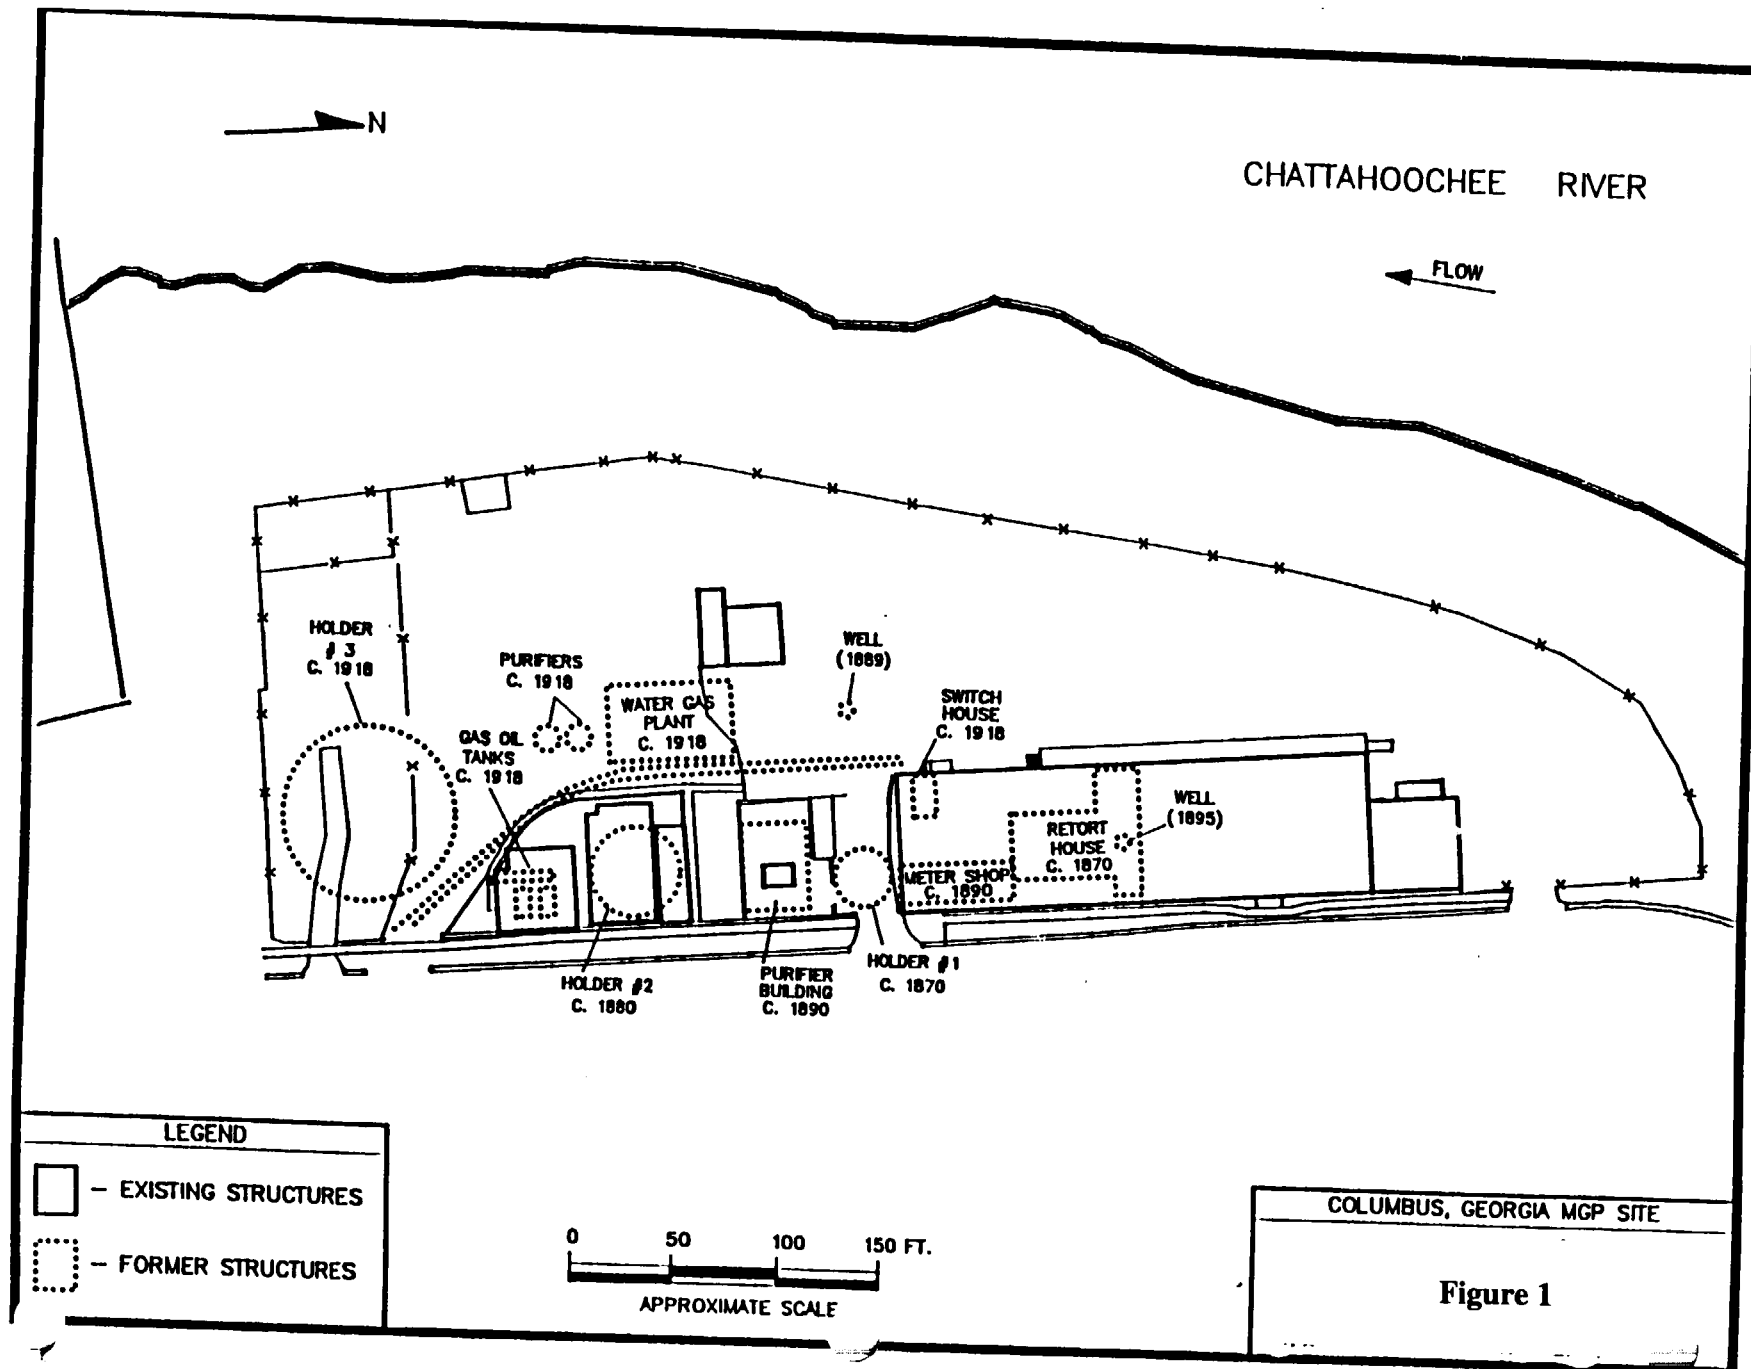 N
CHATTAHOOCHEE RIVER
FLOW
HOLDER
# 3
C. 1918
PURIFIERS
C. 1918
WATER GAS
PLANT
C. 1918
WELL
(1889)
SWITCH
HOUSE
C. 1918
GAS OIL
TANKS
C. 1918
WELL
(1895)
RETORT
HOUSE
C. 1870
METER SHOP
C. 1890
HOLDER #2
C. 1880
PURIFIER
BUILDING
C. 1890
HOLDER #1
C. 1870
LEGEND
- EXISTING STRUCTURES
- FORMER STRUCTURES
0 50 100 150 FT.
APPROXIMATE SCALE
COLUMBUS, GEORGIA MGP SITE
Figure 1